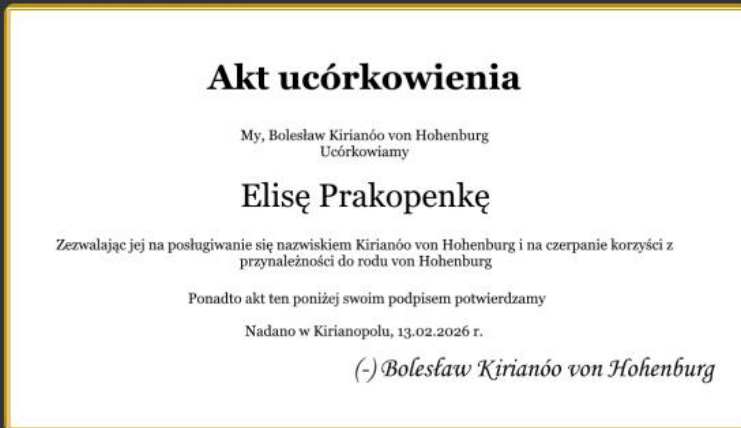 Akt ucórkowienia
My, Bolesław Kirianóo von Hohenburg
Ucórkowiamy
Elisę Prakopenkę
Zezwalając jej na posługiwanie się nazwiskiem Kirianóo von Hohenburg i na czerpanie korzyści z
przynależności do rodu von Hohenburg
Ponadto akt ten poniżej swoim podpisem potwierdzamy
Nadano w Kirianopolu, 13.02.2026 r.
(-) Bolesław Kirianóo von Hohenburg